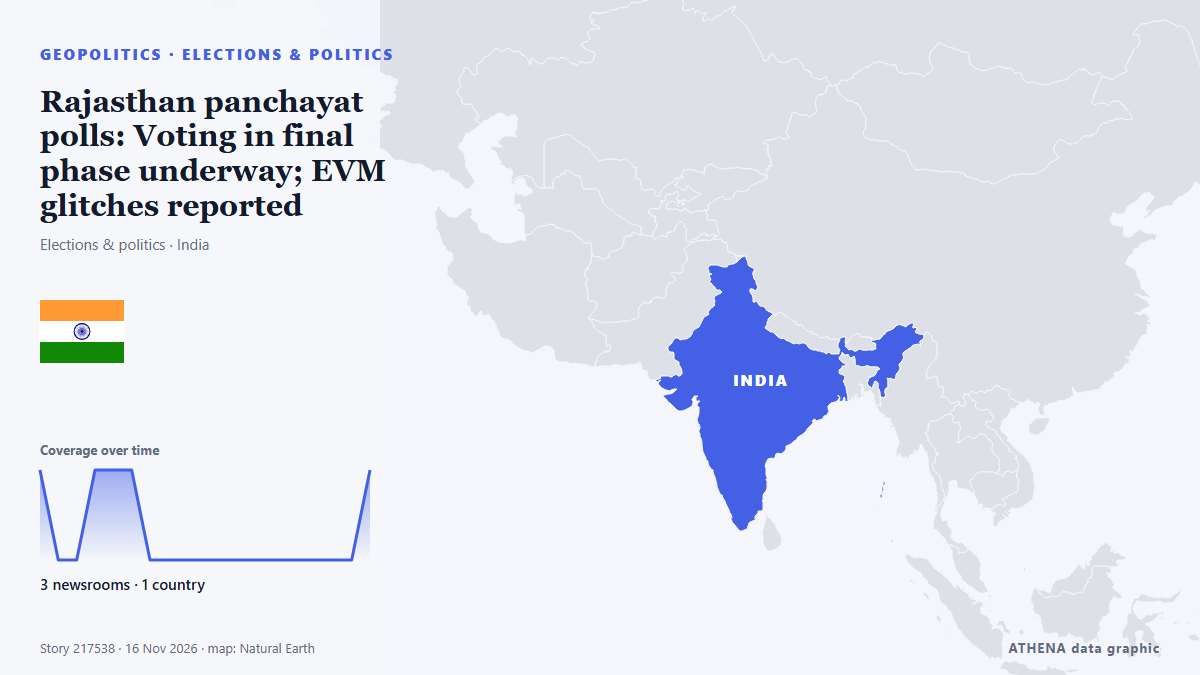 GEOPOLITICS · ELECTIONS & POLITICS
Rajasthan panchayat
polls: Voting in final
phase underway; EVM
glitches reported
Elections & politics · India
INDIA
Coverage over time
3 newsrooms · 1 country
Story 217538 · 16 Nov 2026 · map: Natural Earth
ATHENA data graphic